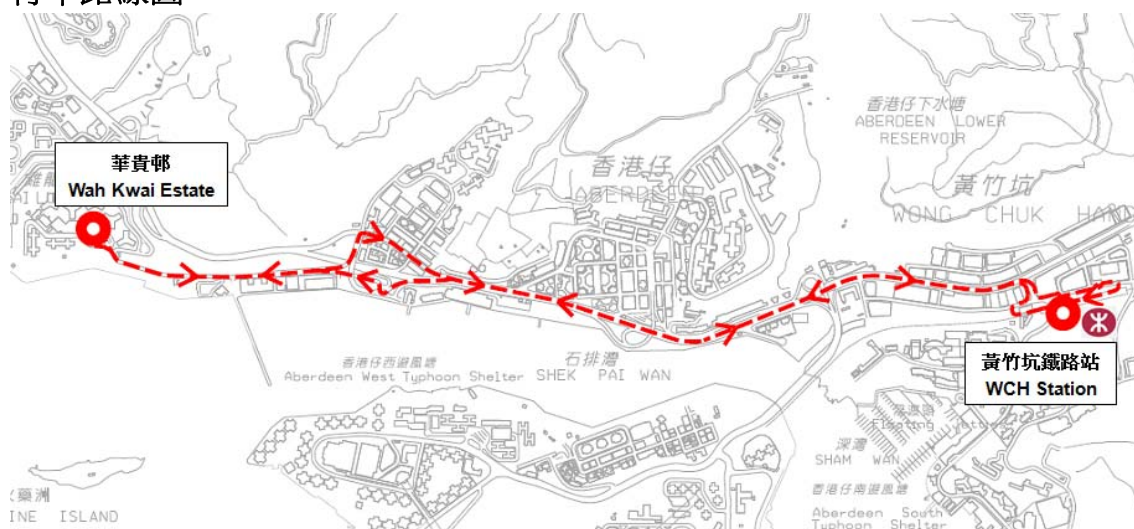 行車路線圖
香港仔下水塘
ABERDEEN LOWER
RESERVOIR
華貴邨
Wah Kwai Estate
香港仔
ABERDEEN
黃竹坑
WONG CHUK HANG
香港仔西避風塘
Aberdeen West Typhoon Shelter
石排灣
SHEK PAI WAN
黃竹坑鐵路站
WCH Station
深灣
SHAM WAN
香港仔南避風塘
Aberdeen South
Typhoon Shelter
火藥洲
INE ISLAND